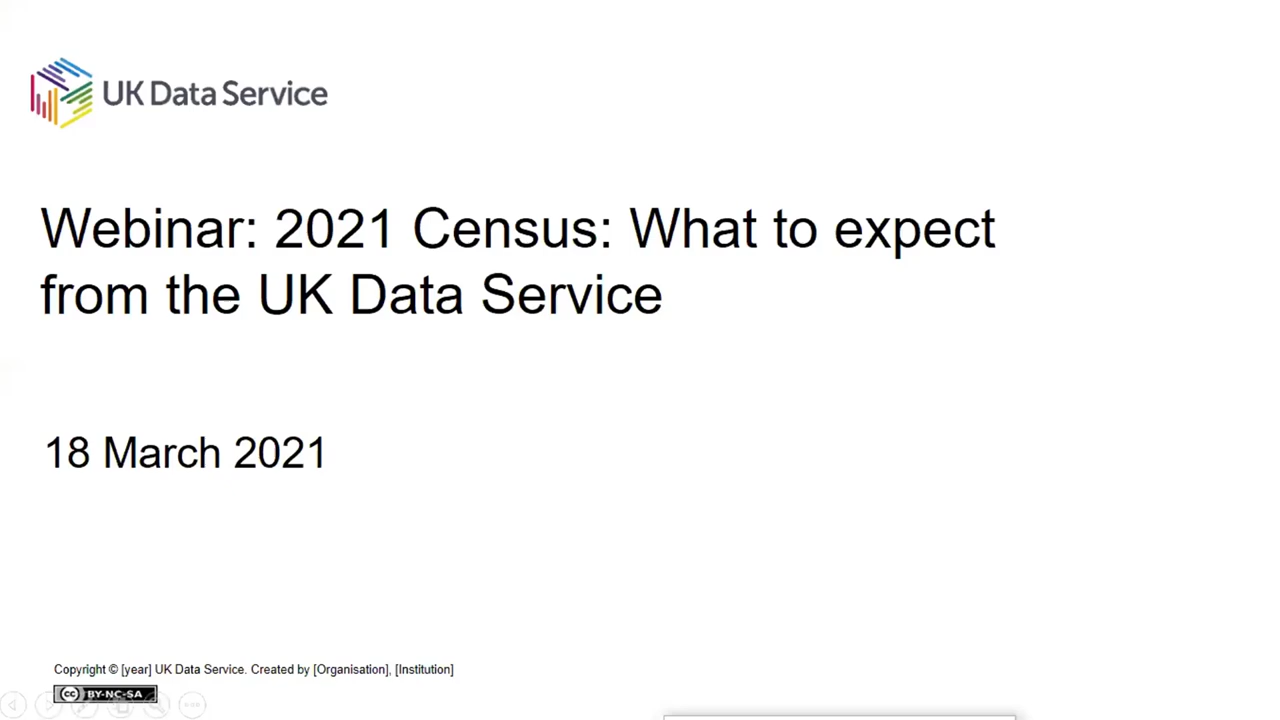 UK Data Service
Webinar: 2021 Census: What to expect
from the UK Data Service
18 March 2021
Copyright © [year] UK Data Service. Created by [Organisation], [Institution]
cc BY-NC-SA